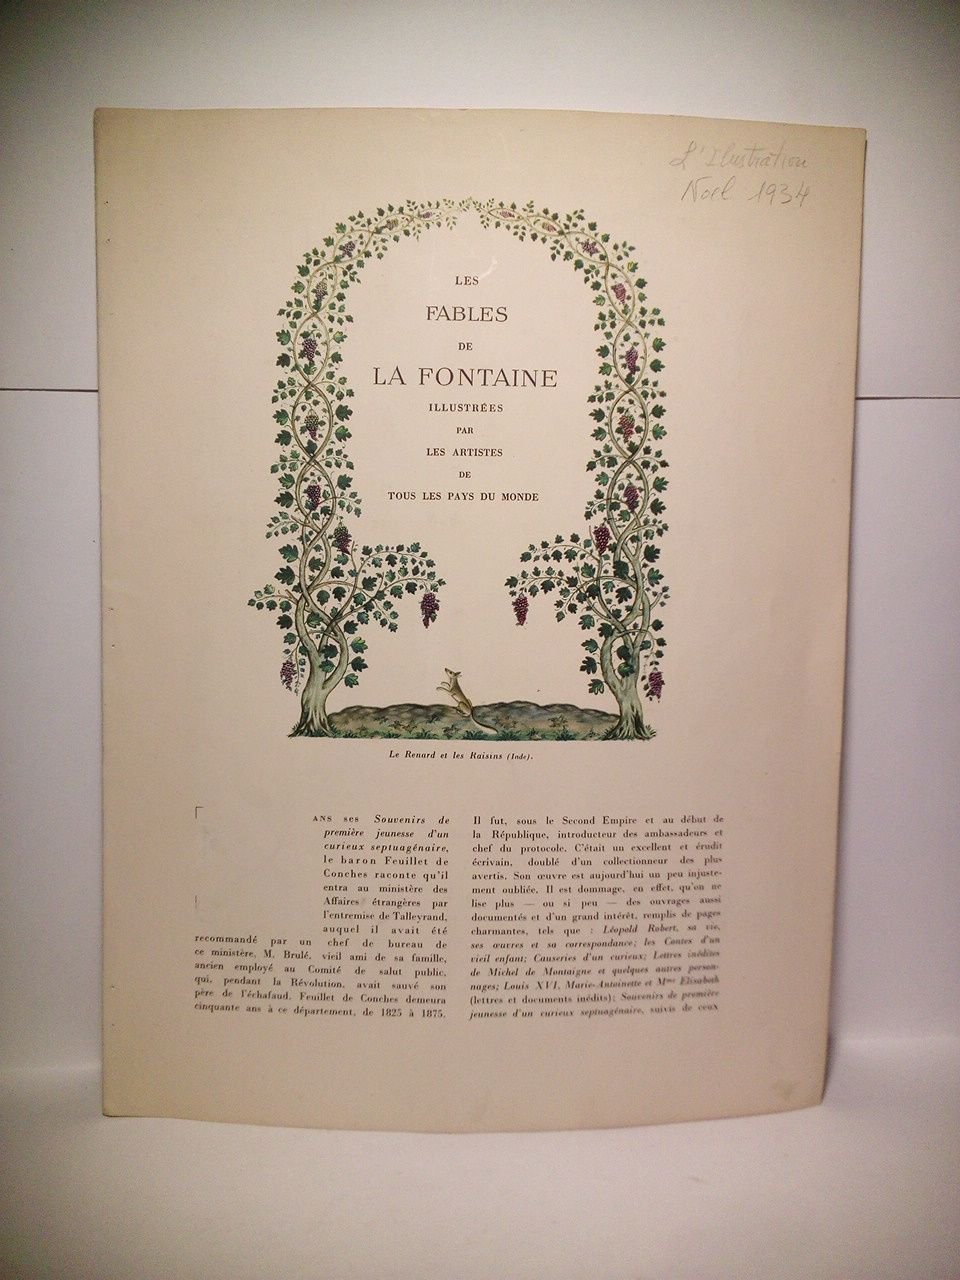 L'Ilustration
Noel 1934
LES
FABLES
DE
LA FONTAINE
ILLUSTRÉES
PAR
LES ARTISTES
DE
TOUS LES PAYS DU MONDE
Le Renard et les Raisins (Inde).
ANS ses Souvenirs de
première jeunesse d'un
curieux septuagénaire,
le baron Feuillet de
Conches raconte qu'il
entra au ministère des
Affaires étrangères par
l'entremise de Talleyrand,
auquel il avait été
recommandé par un chef de bureau de
ce ministère, M. Brulé, vieil ami de sa famille,
ancien employé au Comité de salut public,
qui, pendant la Révolution, avait sauvé son
père de l'échafaud. Feuillet de Conches demeura
cinquante ans à ce département, de 1825 à 1875.
Il fut, sous le Second Empire et au début de
la République, introducteur des ambassadeurs et
chef du protocole. C'était un excellent et érudit
écrivain, doublé d'un collectionneur des plus
avertis. Son œuvre est aujourd'hui un peu injuste-
ment oubliée. Il est dommage, en effet, qu'on ne
lise plus — ou si peu — des ouvrages aussi
documentés et d'un grand intérêt, remplis de pages
charmantes, tels que : Léopold Robert, sa vie,
ses œuvres et sa correspondance; les Contes d'un
vieil enfant; Causeries d'un curieux; Lettres inédites
de Michel de Montaigne et quelques autres person-
nages; Louis XVI, Marie-Antoinette et Mme Elisabeth
(lettres et documents inédits); Souvenirs de première
jeunesse d'un curieux septuagénaire, suivis de ceux